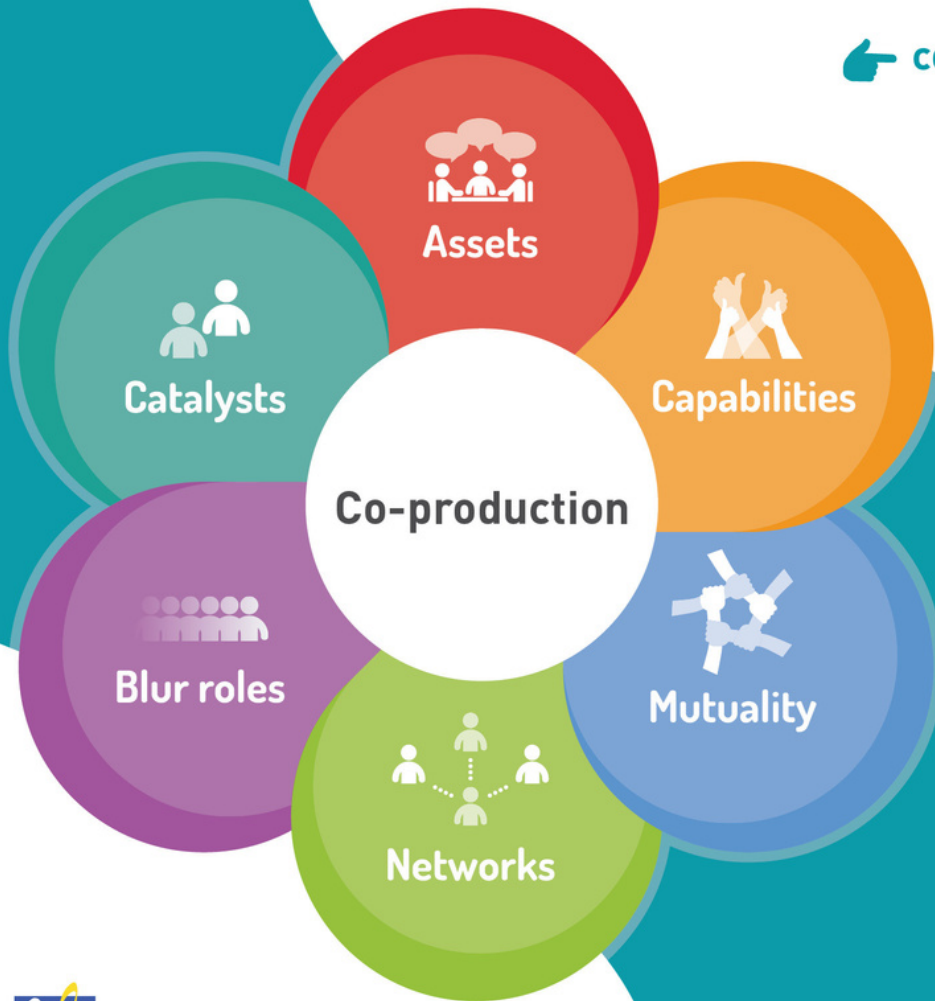 Assets
Capabilities
Catalysts
Co-production
Blur roles
Mutuality
Networks